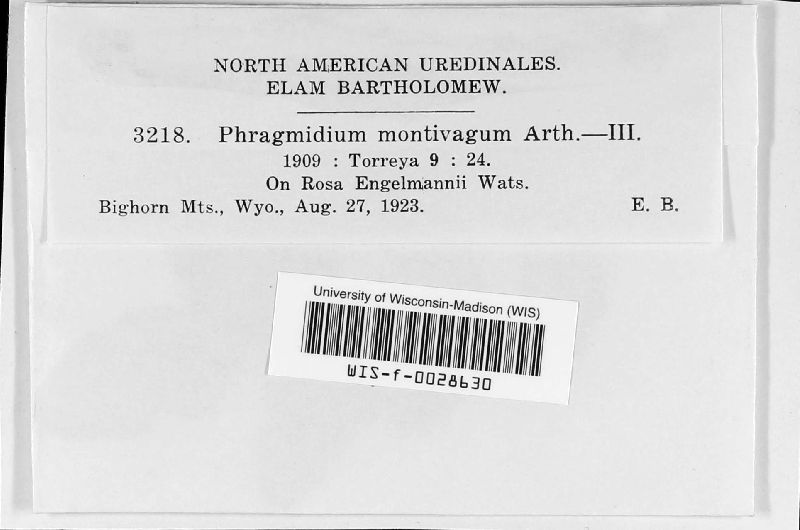 NORTH AMERICAN UREDINALES.
ELAM BARTHOLOMEW.
3218. Phragmidium montivagum Arth.—III.
1909 : Torreya 9 : 24.
On Rosa Engelmannii Wats.
Bighorn Mts., Wyo., Aug. 27, 1923. E. B.
University of Wisconsin-Madison (WIS)
WIS-f-0028630